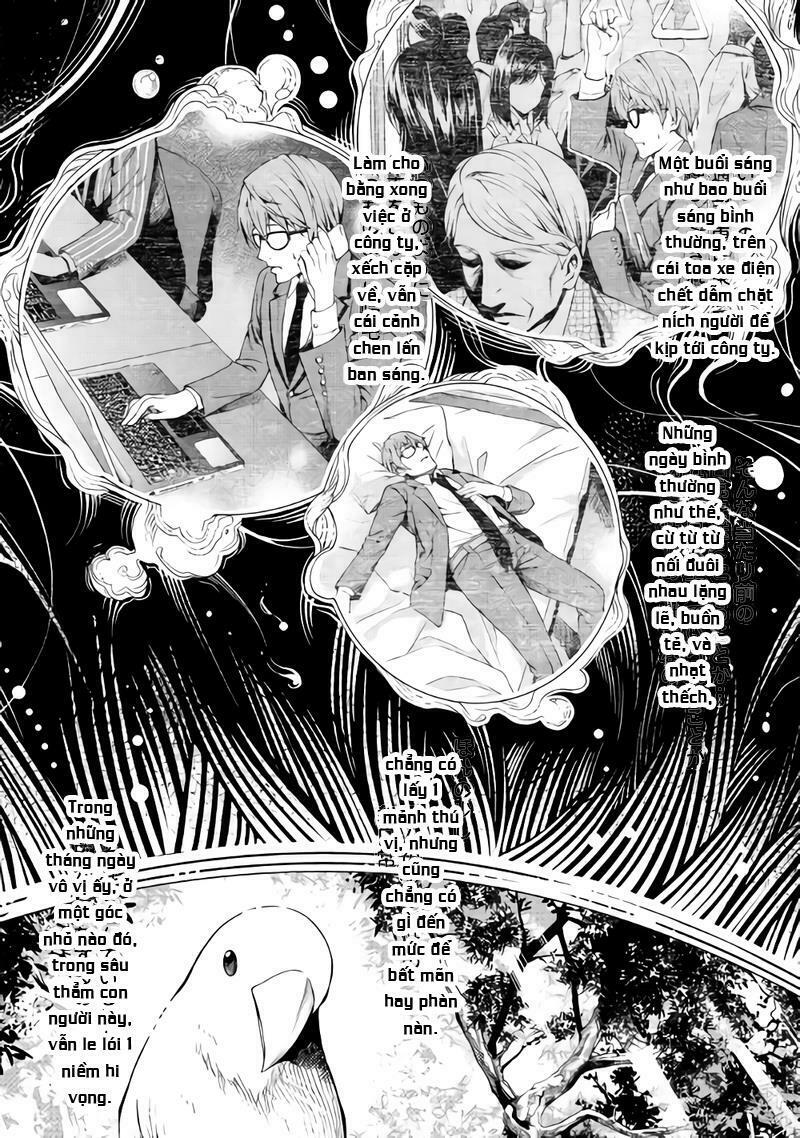 Một buổi sáng
như bao buổi
sáng bình
thường, trên
cái toa xe điện
chết dẫm chặt
ních người để
kịp tới công ty.
Làm cho
bằng xong
việc ở
công ty,
xếch cặp
về, vẫn
cái cảnh
chen lấn
ban sáng.
Những
ngày bình
thường
như thế,
cừ từ từ
nối đuôi
nhau lặng
lẽ, buồn
tẻ, và
nhạt
thếch,
chẳng có
lấy 1
mảnh thú
vị, nhưng
cũng
chẳng có
gì đến
mức để
bất mãn
hay phàn
nàn.
Trong
những
tháng ngày
vô vị ấy, ở
một góc
nhỏ nào đó,
trong sâu
thẳm con
người này,
vẫn le lói 1
niềm hi
vọng.